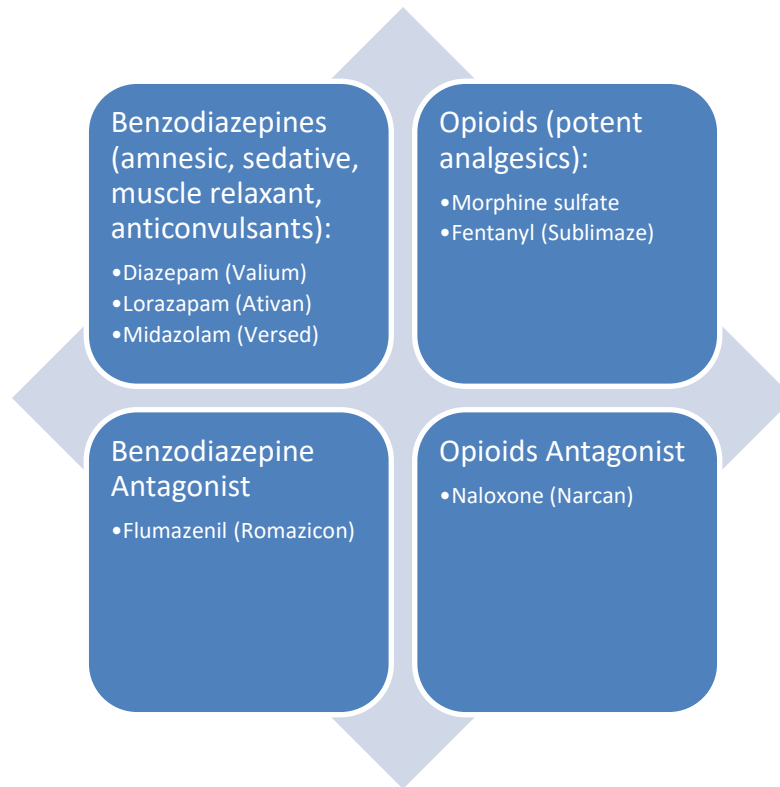 Benzodiazepines
(amnesic, sedative,
muscle relaxant,
anticonvulsants):
•Diazepam (Valium)
•Lorazapam (Ativan)
•Midazolam (Versed)
Opioids (potent
analgesics):
•Morphine sulfate
•Fentanyl (Sublimaze)
Benzodiazepine
Antagonist
•Flumazenil (Romazicon)
Opioids Antagonist
•Naloxone (Narcan)